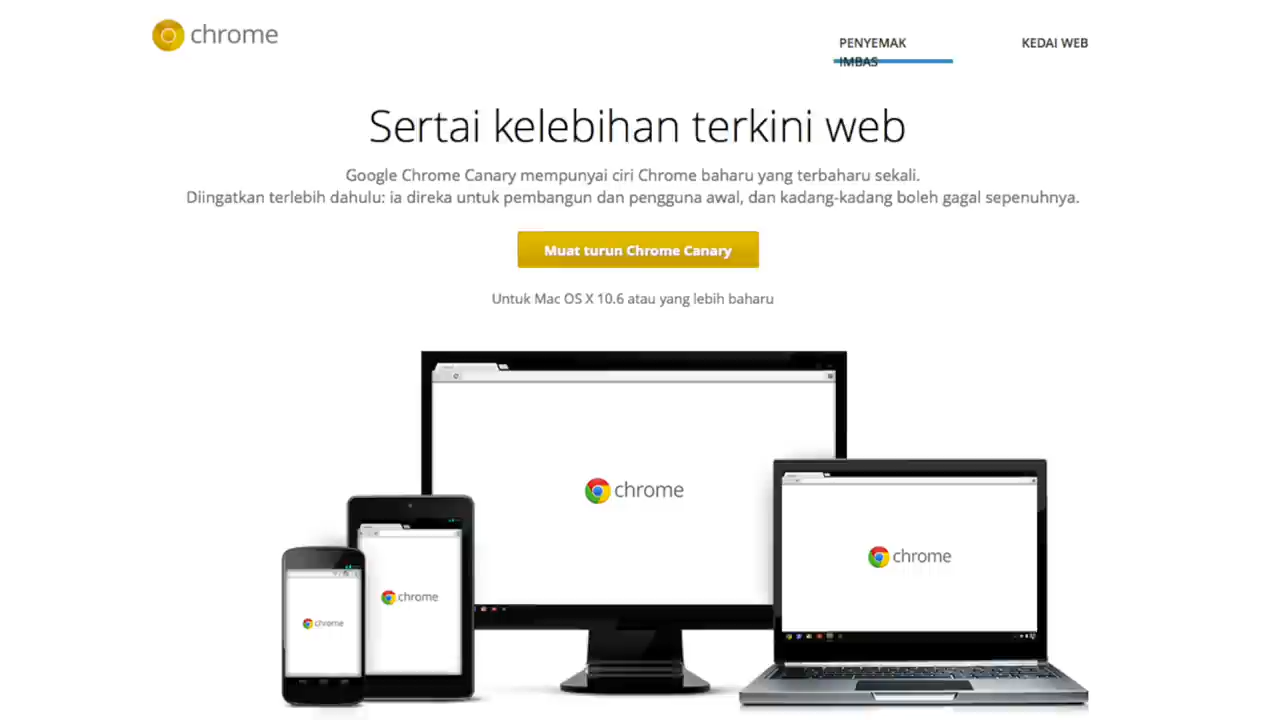 chrome
PENYEMAK
IMBAS
KEDAI WEB
Sertai kelebihan terkini web
Google Chrome Canary mempunyai ciri Chrome baharu yang terbaharu sekali.
Diingatkan terlebih dahulu: ia direka untuk pembangun dan pengguna awal, dan kadang-kadang boleh gagal sepenuhnya.
Muat turun Chrome Canary
Untuk Mac OS X 10.6 atau yang lebih baharu
chrome
chrome
chrome
chrome